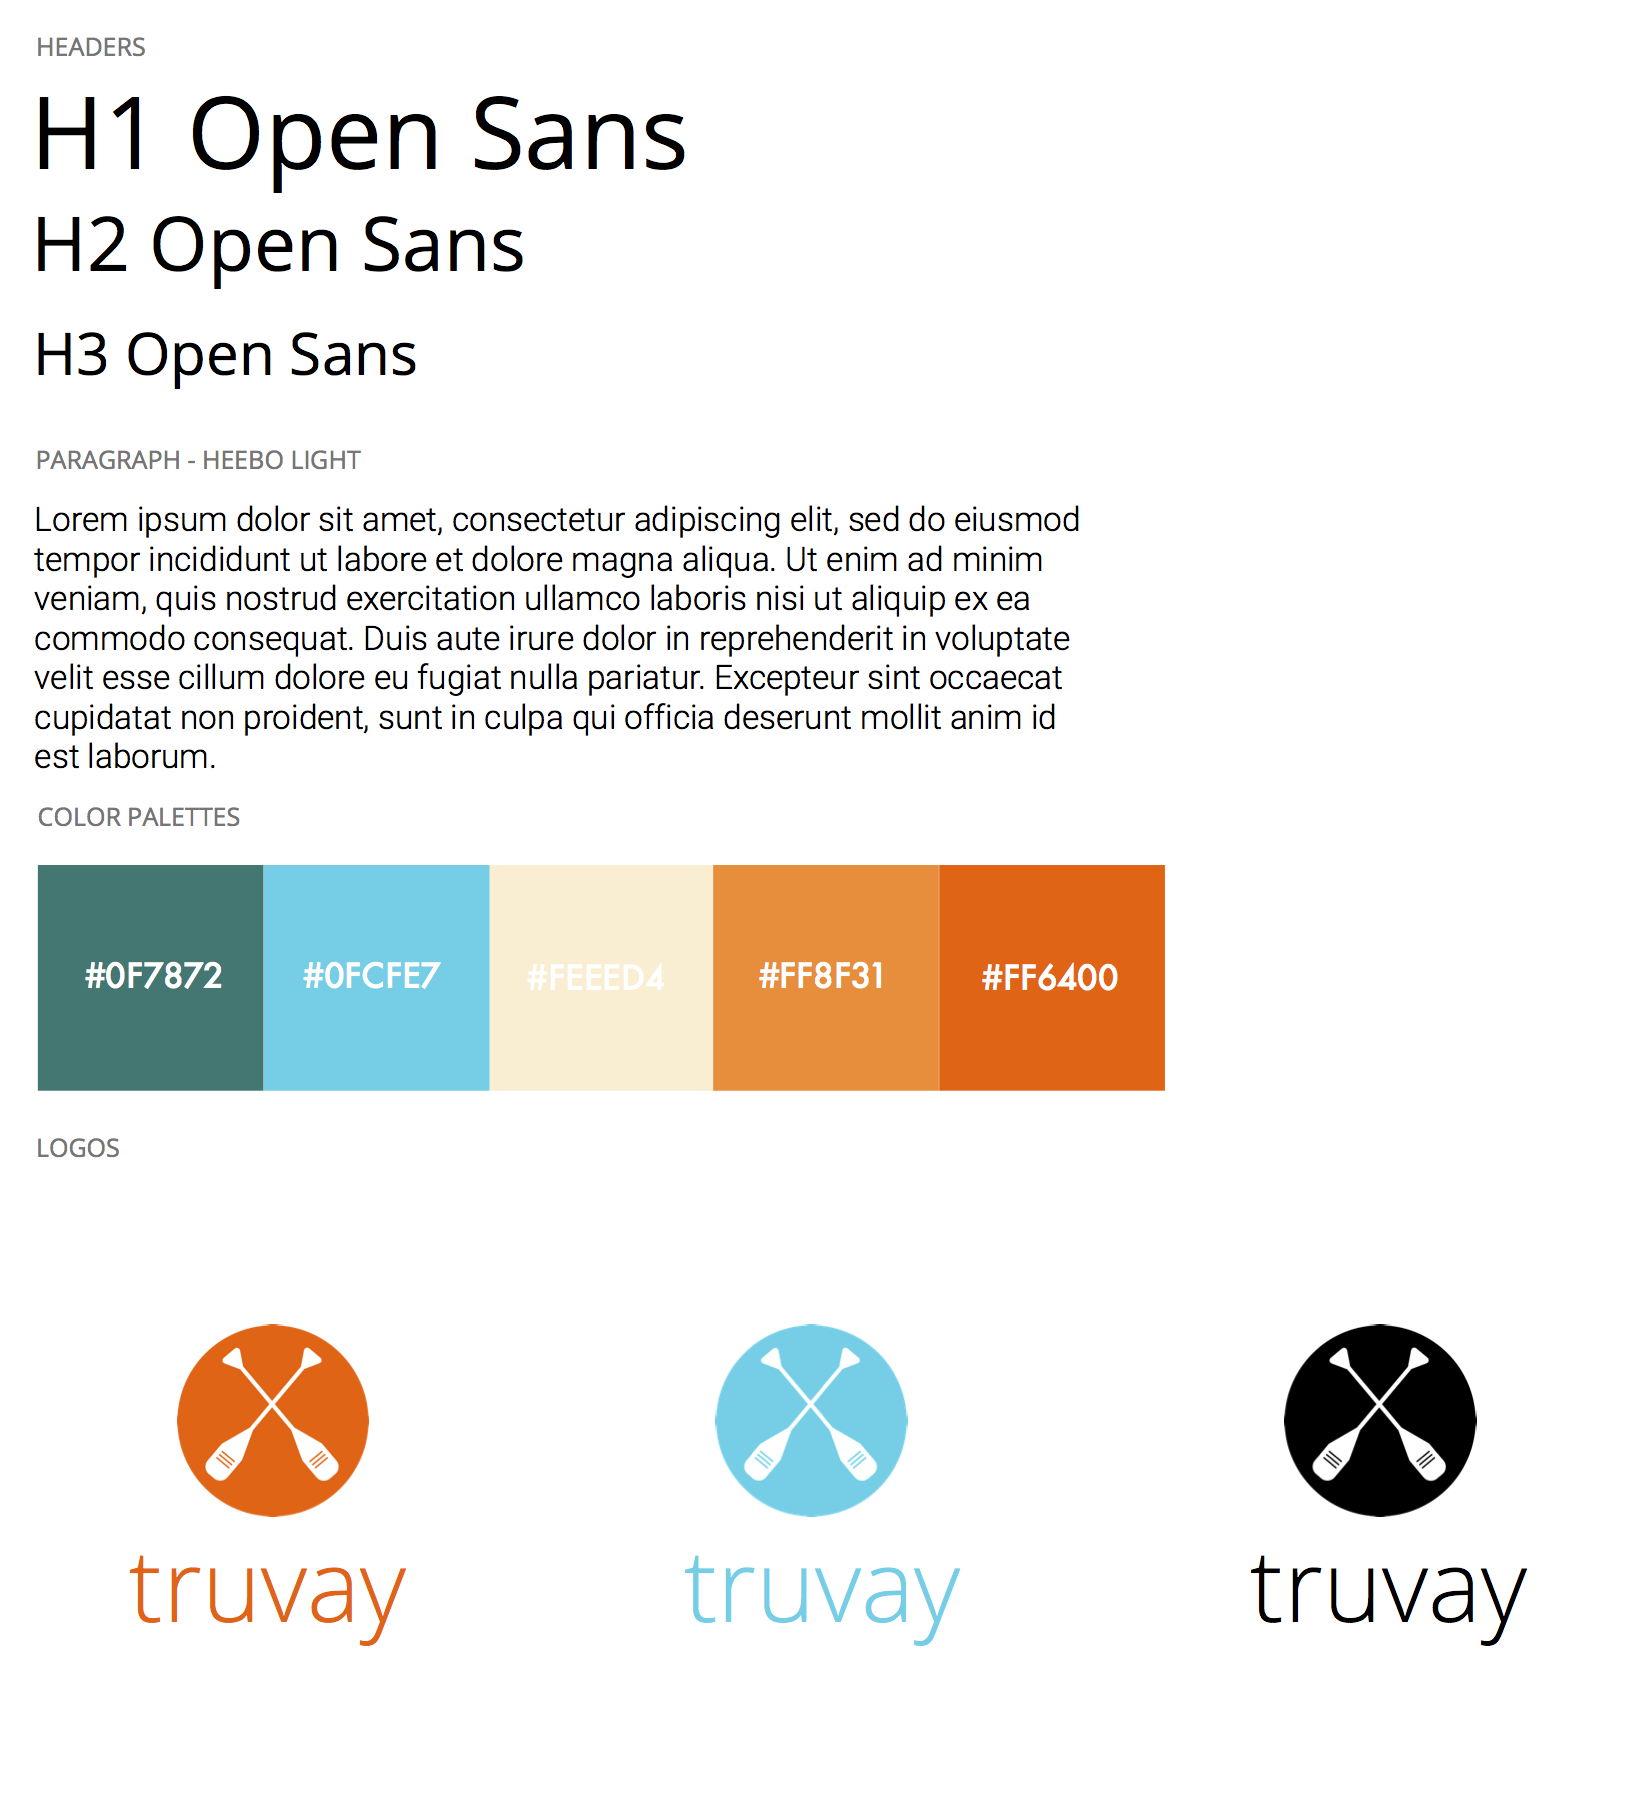 HEADERS
H1 Open Sans
H2 Open Sans
H3 Open Sans
PARAGRAPH - HEEBO LIGHT
Lorem ipsum dolor sit amet, consectetur adipiscing elit, sed do eiusmod
tempor incididunt ut labore et dolore magna aliqua. Ut enim ad minim
veniam, quis nostrud exercitation ullamco laboris nisi ut aliquip ex ea
commodo consequat. Duis aute irure dolor in reprehenderit in voluptate
velit esse cillum dolore eu fugiat nulla pariatur. Excepteur sint occaecat
cupidatat non proident, sunt in culpa qui officia deserunt mollit anim id
est laborum.
COLOR PALETTES
#0F7872 #0FCFE7 #FEEED4 #FF8F31 #FF6400
LOGOS
truvay truvay truvay